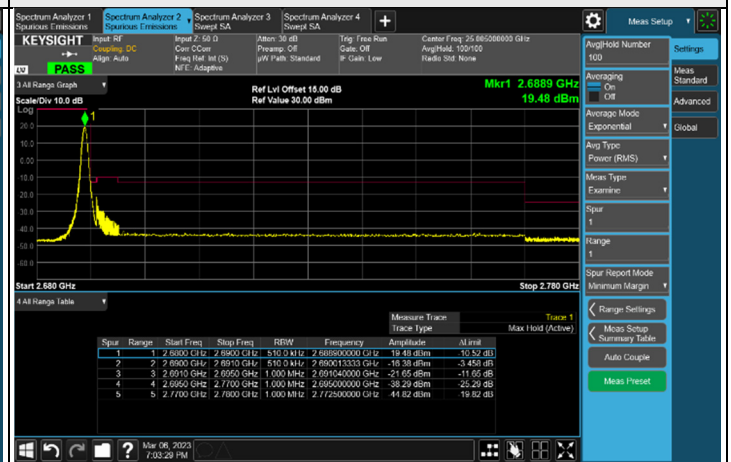 Spectrum Analyzer 1
Spurious Emissions
Spectrum Analyzer 2
Spurious Emissions
Spectrum Analyzer 3
Swept SA
Spectrum Analyzer 4
Swept SA
+
Meas Setup
KEYSIGHT
Input: RF
Coupling: DC
Align: Auto
Input Z: 50 Ω
Corr CCorr
Freq Ref: Int (S)
NFE: Adaptive
Atten: 30 dB
Preamp: Off
µW Path: Standard
Trig: Free Run
Gate: Off
IF Gain: Low
Center Freq: 25.005000000 GHz
Avg|Hold: 100/100
Radio Std: None
PASS
3 All Range Graph
Scale/Div 10.0 dB
Ref Lvl Offset 16.00 dB
Ref Value 30.00 dBm
Mkr1 2.6889 GHz
19.48 dBm
Log
1
20.0
10.0
0.00
-10.0
-20.0
-30.0
-40.0
-50.0
-60.0
Start 2.680 GHz
Stop 2.780 GHz
4 All Range Table
Measure Trace Trace 1
Trace Type Max Hold (Active)
Spur Range Start Freq Stop Freq RBW Frequency Amplitude ΔLimit
1 1 2.6800 GHz 2.6900 GHz 510.0 kHz 2.688900000 GHz 19.48 dBm -10.52 dB
2 2 2.6900 GHz 2.6910 GHz 510.0 kHz 2.690013333 GHz -16.38 dBm -3.458 dB
3 3 2.6910 GHz 2.6950 GHz 1.000 MHz 2.691040000 GHz -21.65 dBm -11.65 dB
4 4 2.6950 GHz 2.7700 GHz 1.000 MHz 2.695000000 GHz -38.29 dBm -25.29 dB
5 5 2.7700 GHz 2.7800 GHz 1.000 MHz 2.772500000 GHz -44.82 dBm -19.82 dB
Avg|Hold Number
100
Averaging
On
Off
Average Mode
Exponential
Avg Type
Power (RMS)
Meas Type
Examine
Spur
1
Range
1
Spur Report Mode
Minimum Margin
Range Settings
Meas Setup
Summary Table
Auto Couple
Meas Preset
Settings
Meas
Standard
Advanced
Global
?
Mar 06, 2023
7:03:29 PM